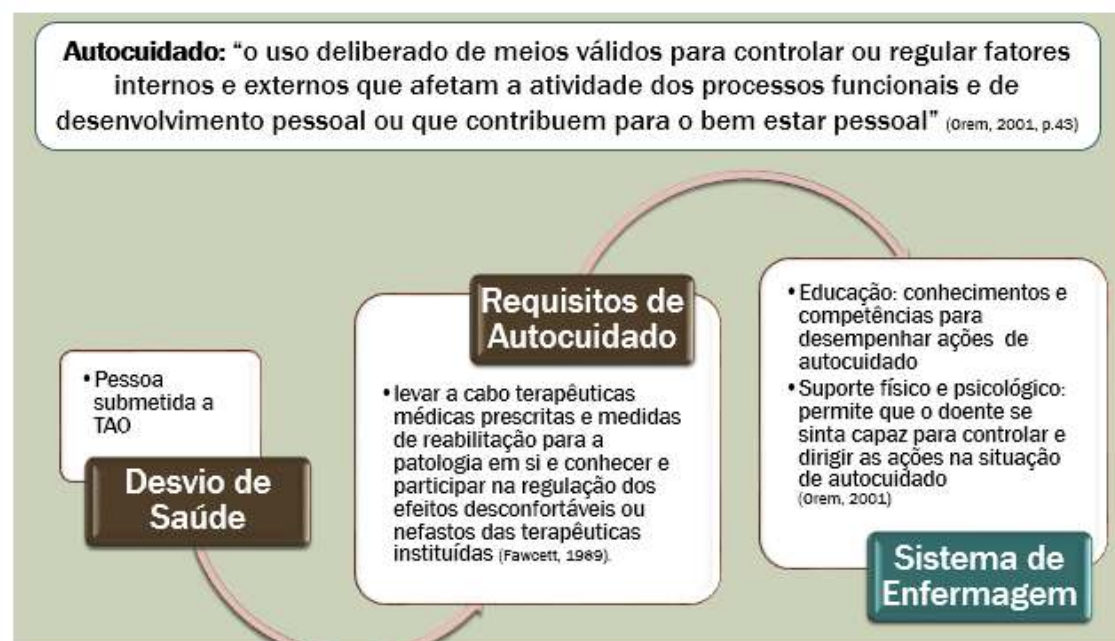 Autocuidado: “o uso deliberado de meios válidos para controlar ou regular fatores
internos e externos que afetam a atividade dos processos funcionais e de
desenvolvimento pessoal ou que contribuem para o bem estar pessoal” (Orem, 2001, p.43)
• Pessoa
submetida a
TAO
Desvio de
Saúde
Requisitos de
Autocuidado
• levar a cabo terapêuticas
médicas prescritas e medidas
de reabilitação para a
patologia em si e conhecer e
participar na regulação dos
efeitos desconfortáveis ou
nefastos das terapêuticas
instituídas (Fawcett, 1989).
• Educação: conhecimentos e
competências para
desempenhar ações de
autocuidado
• Suporte físico e psicológico:
permite que o doente se
sinta capaz para controlar e
dirigir as ações na situação
de autocuidado
(Orem, 2001)
Sistema de
Enfermagem